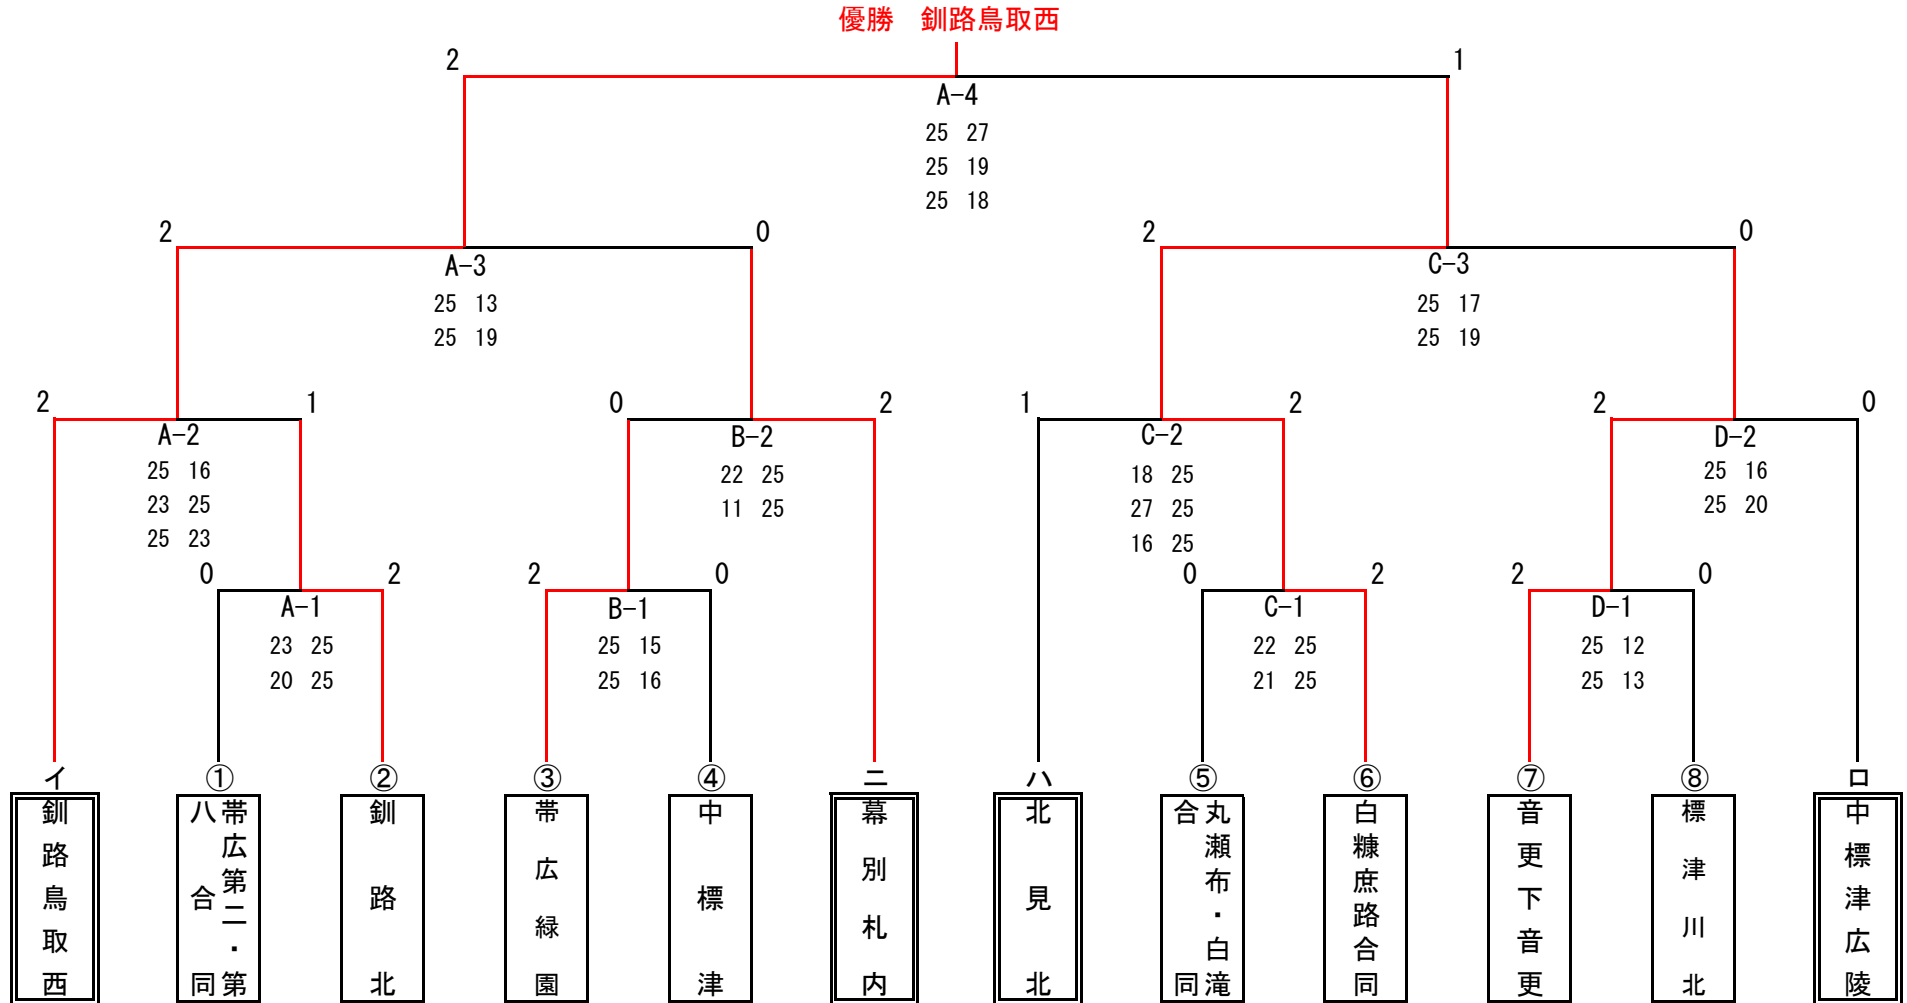 優勝　釧路鳥取西
2 1
A-4
25 27
25 19
25 18
2 0 2 0
A-3 C-3
25 13 25 17
25 19 25 19
2 1 0 2 1 2 2 0
A-2 B-2 C-2 D-2
25 16 22 25 18 25 25 16
23 25 11 25 27 25 25 20
25 23 16 25
0 2 2 0 0 2 2 0
A-1 B-1 C-1 D-1
23 25 25 15 22 25 25 12
20 25 25 16 21 25 25 13
イ ① ② ③ ④ ニ ハ ⑤ ⑥ ⑦ ⑧ ロ
釧路鳥取西
帯広第二・第
八合同
釧路北
帯広緑園
中標津
幕別札内
北見北
丸瀬布・白滝
合同
白糠庶路合同
音更下音更
標津川北
中標津広陵